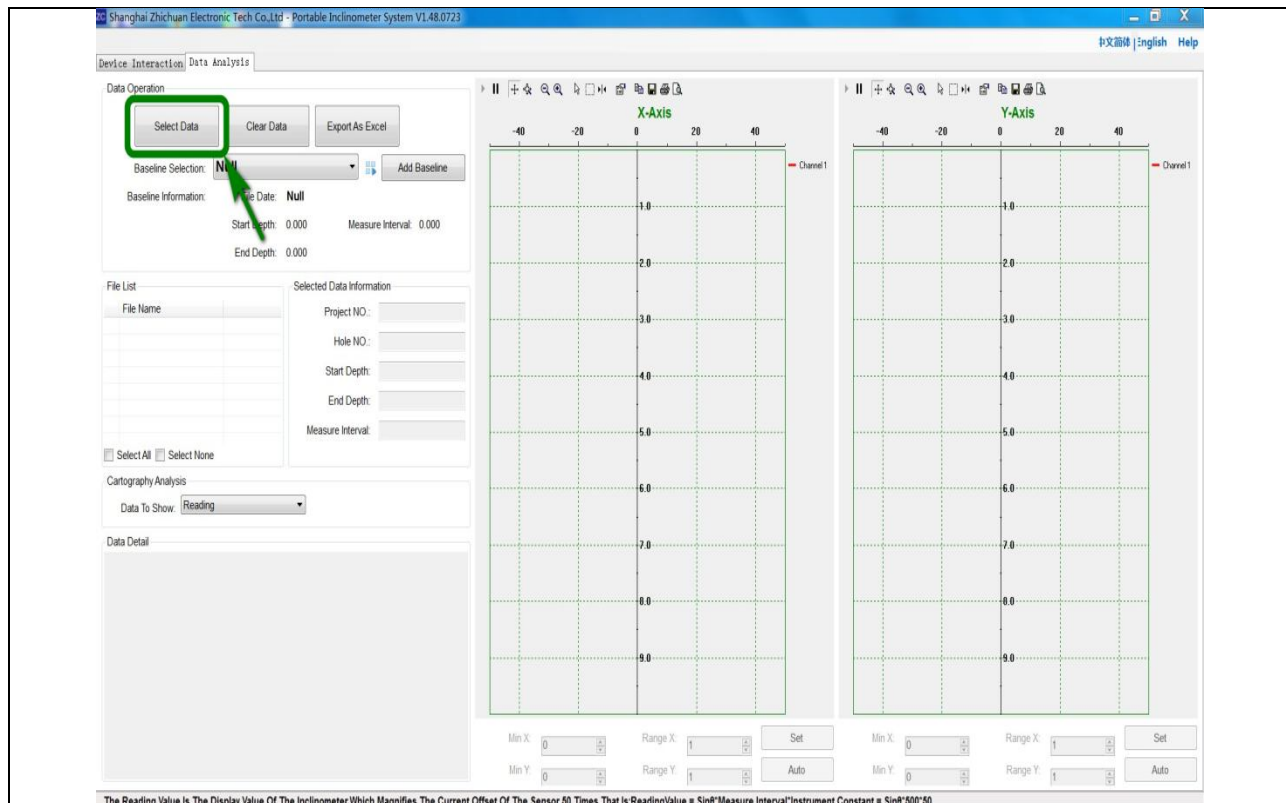 Shanghai Zhichuan Electronic Tech Co.,Ltd - Portable Inclinometer System V1.48.0723
中文简体 | English Help
Device Interaction Data Analysis
Data Operation
Select Data Clear Data Export As Excel
Baseline Selection: Null Add Baseline
Baseline Information: File Date: Null
Start Depth: 0.000 Measure Interval: 0.000
End Depth: 0.000
File List
File Name
Select All Select None
Selected Data Information
Project NO.:
Hole NO.:
Start Depth:
End Depth:
Measure Interval:
Cartography Analysis
Data To Show: Reading
Data Detail
X-Axis
-40 -20 0 20 40
Channel 1
1.0
2.0
3.0
4.0
5.0
6.0
7.0
8.0
9.0
Min X: 0 Range X: 1 Set
Min Y: 0 Range Y: 1 Auto
Y-Axis
-40 -20 0 20 40
Channel 1
1.0
2.0
3.0
4.0
5.0
6.0
7.0
8.0
9.0
Min X: 0 Range X: 1 Set
Min Y: 0 Range Y: 1 Auto
The Reading Value Is The Display Value Of The Inclinometer Which Magnifies The Current Offset Of The Sensor 50 Times That Is:ReadingValue = Sinθ*Measure Interval*Instrument Constant = Sinθ*500*50